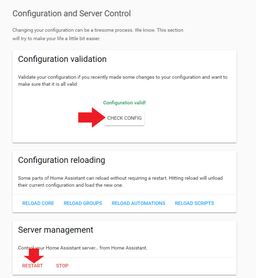 Configuration and Server Control
Changing your configuration can be a tiresome process. We know. This section
will try to make your life a little bit easier.
Configuration validation
Validate your configuration if you recently made some changes to your configuration and want to
make sure that it is all valid
Configuration valid!
CHECK CONFIG
Configuration reloading
Some parts of Home Assistant can reload without requiring a restart. Hitting reload will unload
their current configuration and load the new one.
RELOAD CORE RELOAD GROUPS RELOAD AUTOMATIONS RELOAD SCRIPTS
Server management
Control your Home Assistant server… from Home Assistant.
RESTART STOP